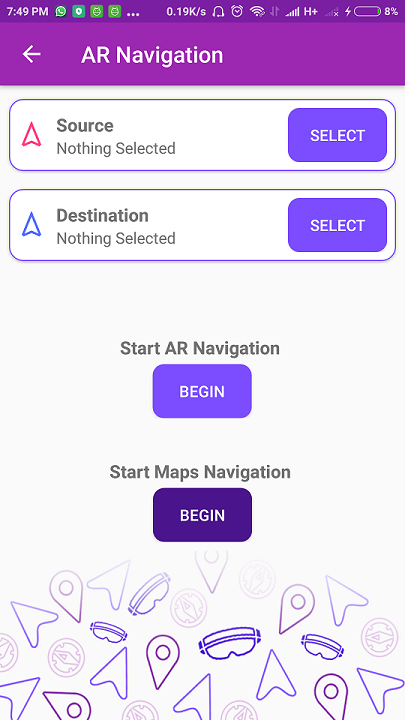 7:49 PM ... 0.19K/s H+ 8%
AR Navigation
Source
Nothing Selected
SELECT
Destination
Nothing Selected
SELECT
Start AR Navigation
BEGIN
Start Maps Navigation
BEGIN